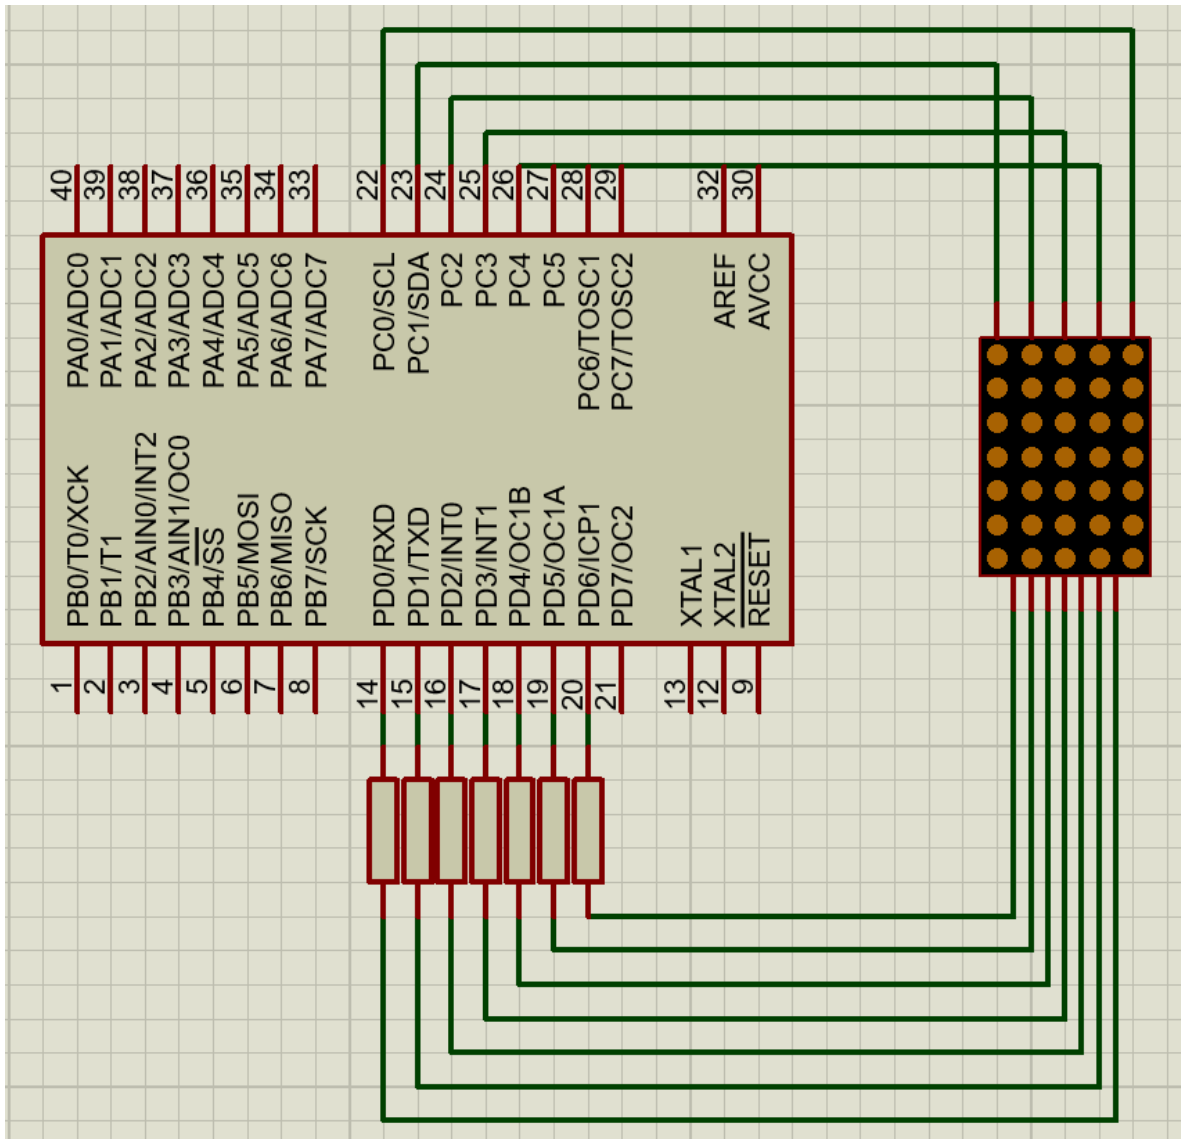 40
39
38
37
36
35
34
33
22
23
24
25
26
27
28
29
32
30
PA0/ADC0
PA1/ADC1
PA2/ADC2
PA3/ADC3
PA4/ADC4
PA5/ADC5
PA6/ADC6
PA7/ADC7
PC0/SCL
PC1/SDA
PC2
PC3
PC4
PC5
PC6/TOSC1
PC7/TOSC2
AREF
AVCC
PB0/T0/XCK
PB1/T1
PB2/AIN0/INT2
PB3/AIN1/OC0
PB4/SS
PB5/MOSI
PB6/MISO
PB7/SCK
PD0/RXD
PD1/TXD
PD2/INT0
PD3/INT1
PD4/OC1B
PD5/OC1A
PD6/ICP1
PD7/OC2
XTAL1
XTAL2
RESET
1
2
3
4
5
6
7
8
14
15
16
17
18
19
20
21
13
12
9